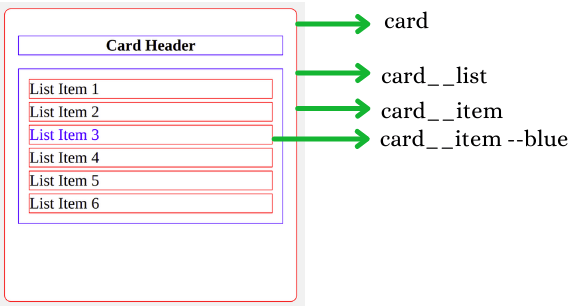 card
Card Header
card__list
List Item 1
List Item 2
card__item
List Item 3
card__item --blue
List Item 4
List Item 5
List Item 6